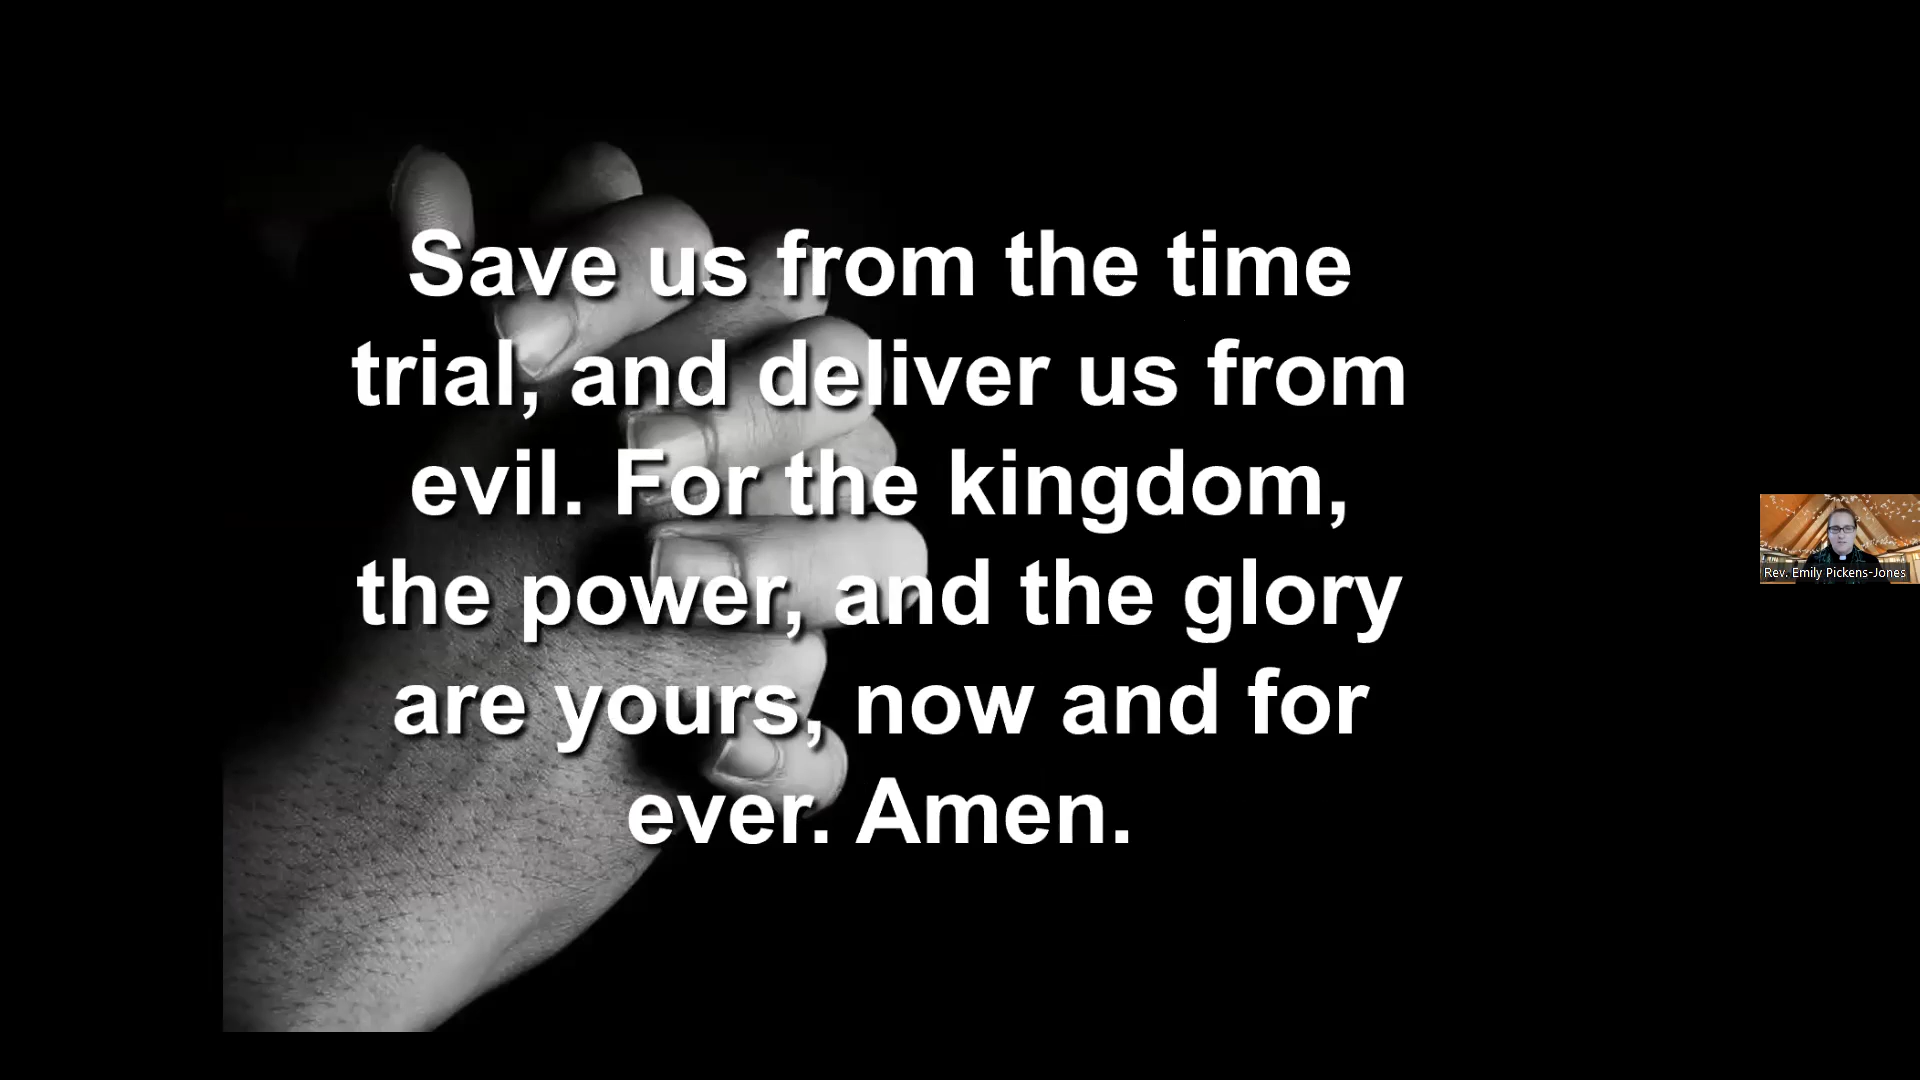 Save us from the time
trial, and deliver us from
evil. For the kingdom,
the power, and the glory
are yours, now and for
ever. Amen.
Rev. Emily Pickens-Jones